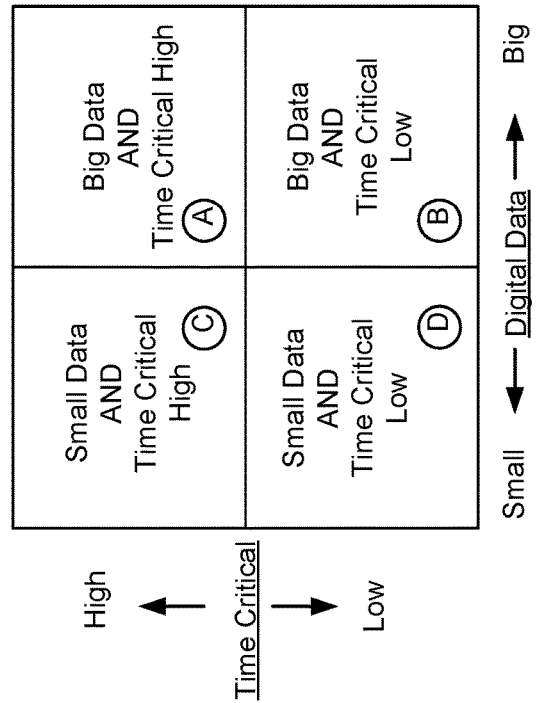 High
Time Critical
Low
Small Data
AND
Time Critical
High
C
Big Data
AND
Time Critical High
A
Small Data
AND
Time Critical
Low
D
Big Data
AND
Time Critical
Low
B
Small
Digital Data
Big